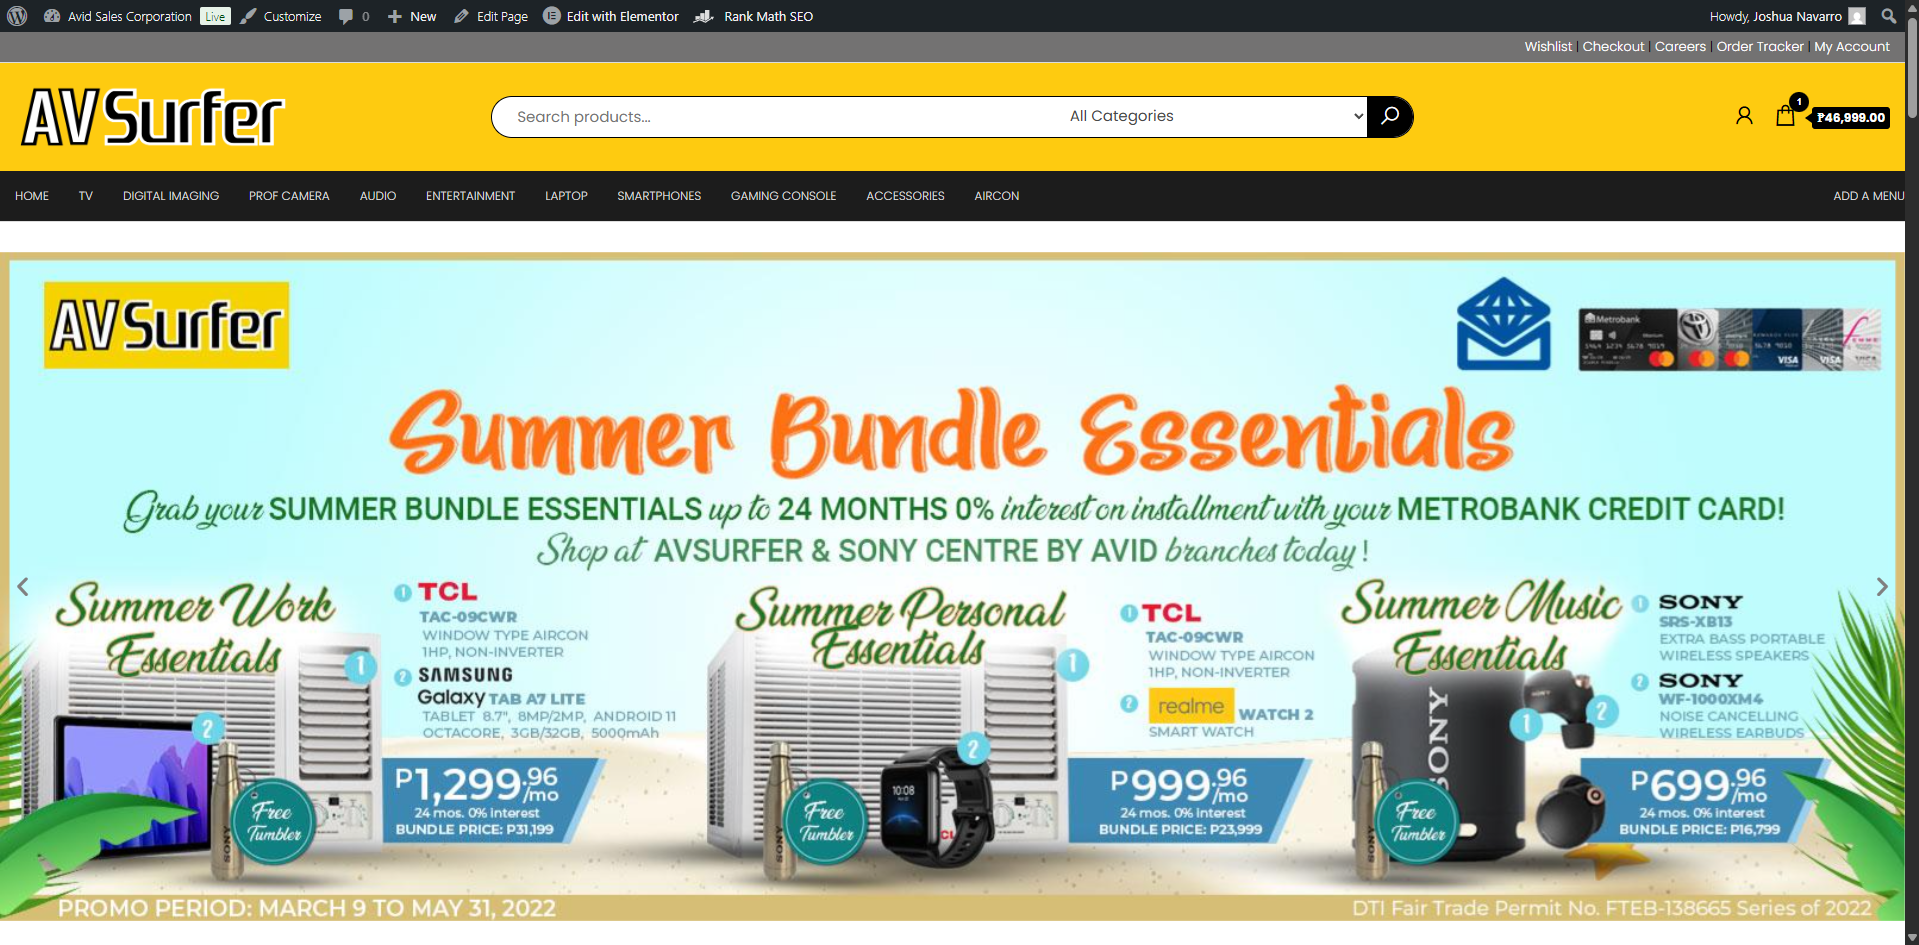 Avid Sales Corporation Live Customize 0 New Edit Page Edit with Elementor Rank Math SEO Howdy, Joshua Navarro
Wishlist | Checkout | Careers | Order Tracker | My Account
AVSurfer
Search products...
All Categories
1
₱46,999.00
HOME TV DIGITAL IMAGING PROF CAMERA AUDIO ENTERTAINMENT LAPTOP SMARTPHONES GAMING CONSOLE ACCESSORIES AIRCON ADD A MENU
AVSurfer
Metrobank
VISA
VISA
Summer Bundle Essentials
Grab your SUMMER BUNDLE ESSENTIALS up to 24 MONTHS 0% interest on installment with your METROBANK CREDIT CARD!
Shop at AVSURFER & SONY CENTRE BY AVID branches today!
Summer Work
Essentials
1 TCL
TAC-09CWR
WINDOW TYPE AIRCON
1HP, NON-INVERTER
2 SAMSUNG
Galaxy TAB A7 LITE
TABLET 8.7", 8MP/2MP, ANDROID 11
OCTACORE, 3GB/32GB, 5000mAh
1
2
SONY
Free
Tumbler
P1,299.96/mo
24 mos. 0% interest
BUNDLE PRICE: P31,199
Summer Personal
Essentials
1 TCL
TAC-09CWR
WINDOW TYPE AIRCON
1HP, NON-INVERTER
2 realme WATCH 2
SMART WATCH
1
2
10:08
SONY
Free
Tumbler
P999.96/mo
24 mos. 0% interest
BUNDLE PRICE: P23,999
Summer Music
Essentials
1 SONY
SRS-XB13
EXTRA BASS PORTABLE
WIRELESS SPEAKERS
2 SONY
WF-1000XM4
NOISE CANCELLING
WIRELESS EARBUDS
SONY
1
2
SONY
Free
Tumbler
P699.96/mo
24 mos. 0% interest
BUNDLE PRICE: P16,799
PROMO PERIOD: MARCH 9 TO MAY 31, 2022
DTI Fair Trade Permit No. FTEB-138665 Series of 2022